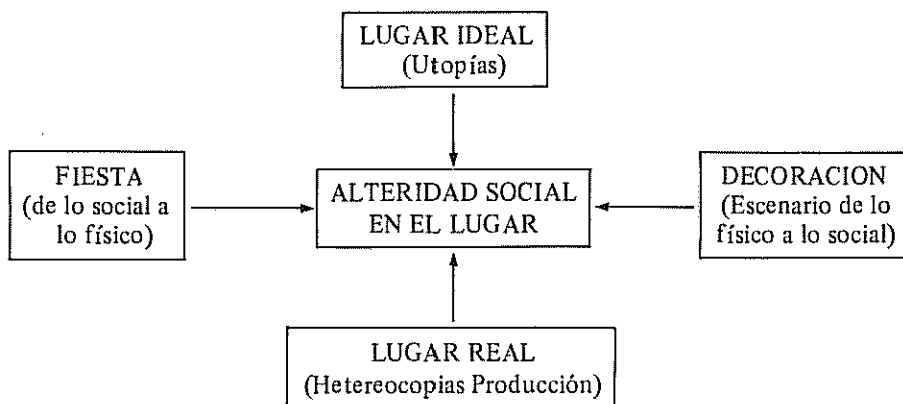 LUGAR IDEAL
(Utopías)
FIESTA
(de lo social a
lo físico)
ALTERIDAD SOCIAL
EN EL LUGAR
DECORACION
(Escenario de lo
físico a lo social)
LUGAR REAL
(Hetereocopias Producción)